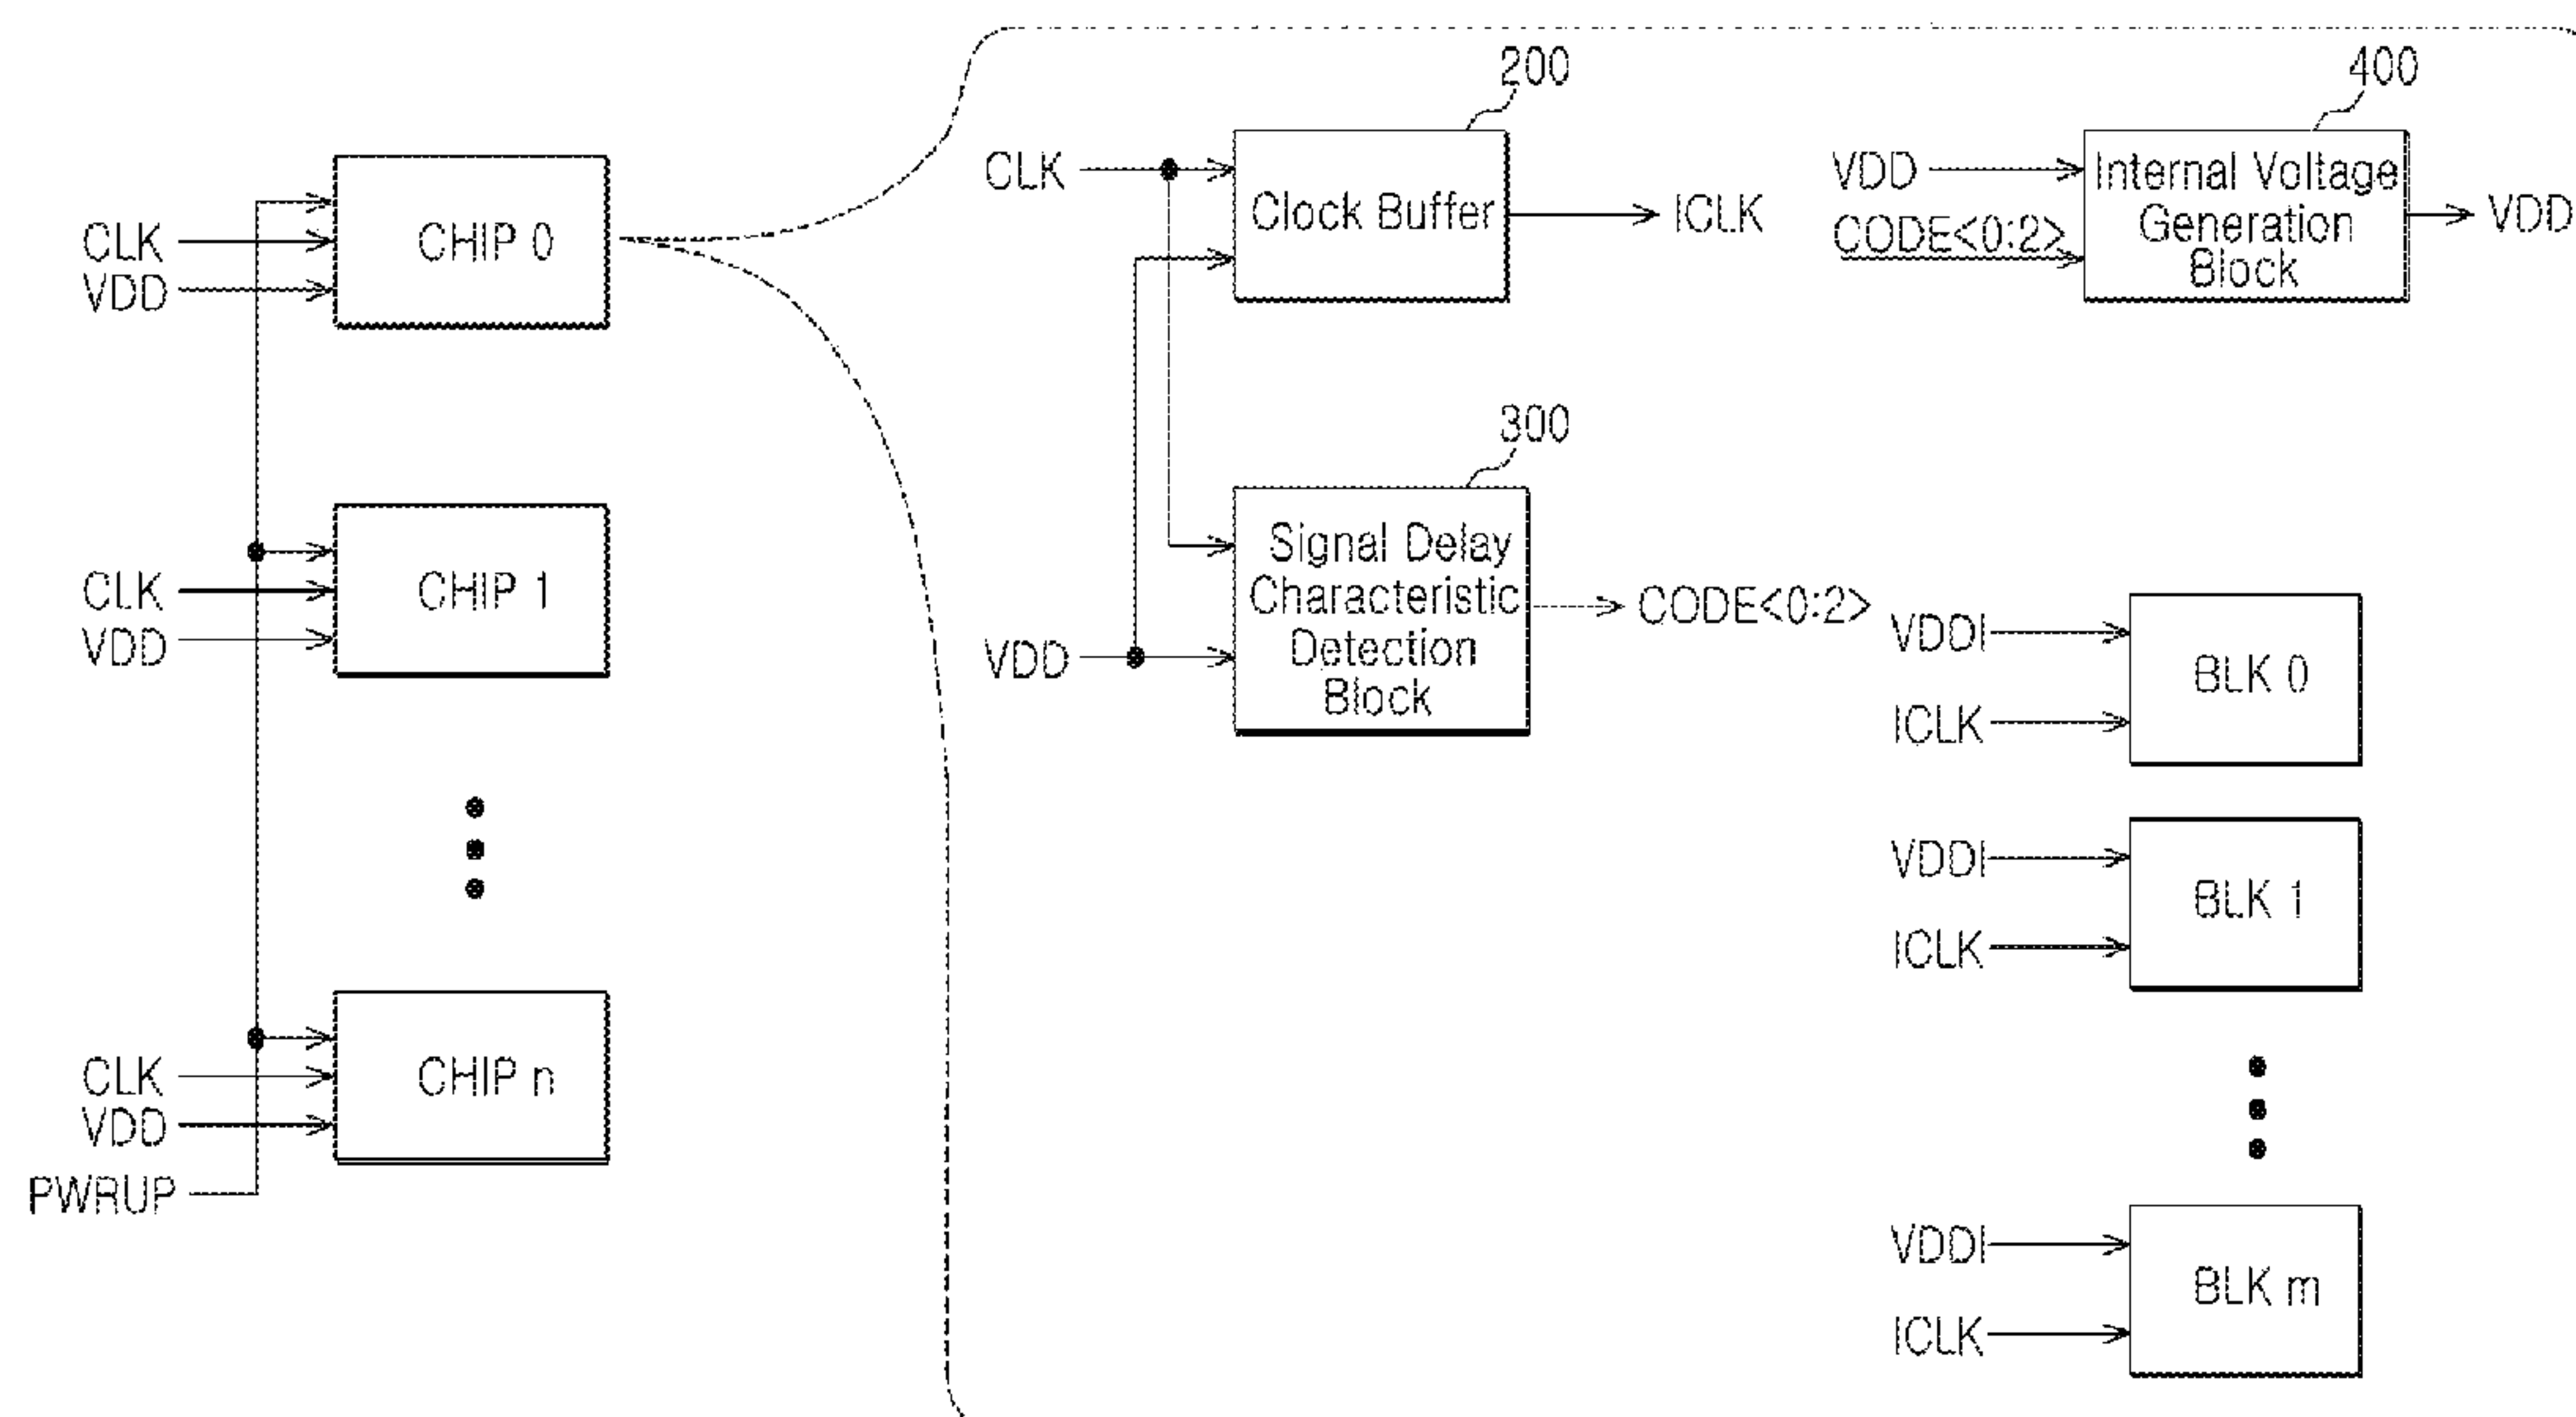 CLK
VDD
CHIP 0
CLK
VDD
CHIP 1
CLK
VDD
CHIP n
PWRUP
200
CLK
Clock Buffer
ICLK
400
VDD
CODE<0:2>
Internal Voltage
Generation
Block
VDD
300
VDD
Signal Delay
Characteristic
Detection
Block
CODE<0:2>
VDDI
ICLK
BLK 0
VDDI
ICLK
BLK 1
VDDI
ICLK
BLK m